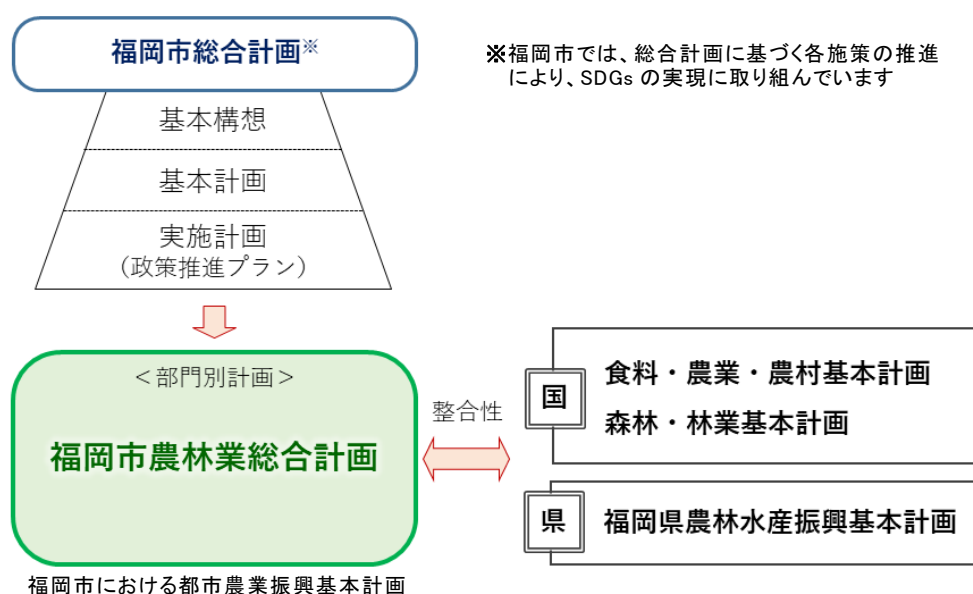 福岡市総合計画※
※福岡市では、総合計画に基づく各施策の推進
により、SDGs の実現に取り組んでいます
基本構想
基本計画
実施計画
（政策推進プラン）
＜部門別計画＞
福岡市農林業総合計画
整合性
国
食料・農業・農村基本計画
森林・林業基本計画
県
福岡県農林水産振興基本計画
福岡市における都市農業振興基本計画